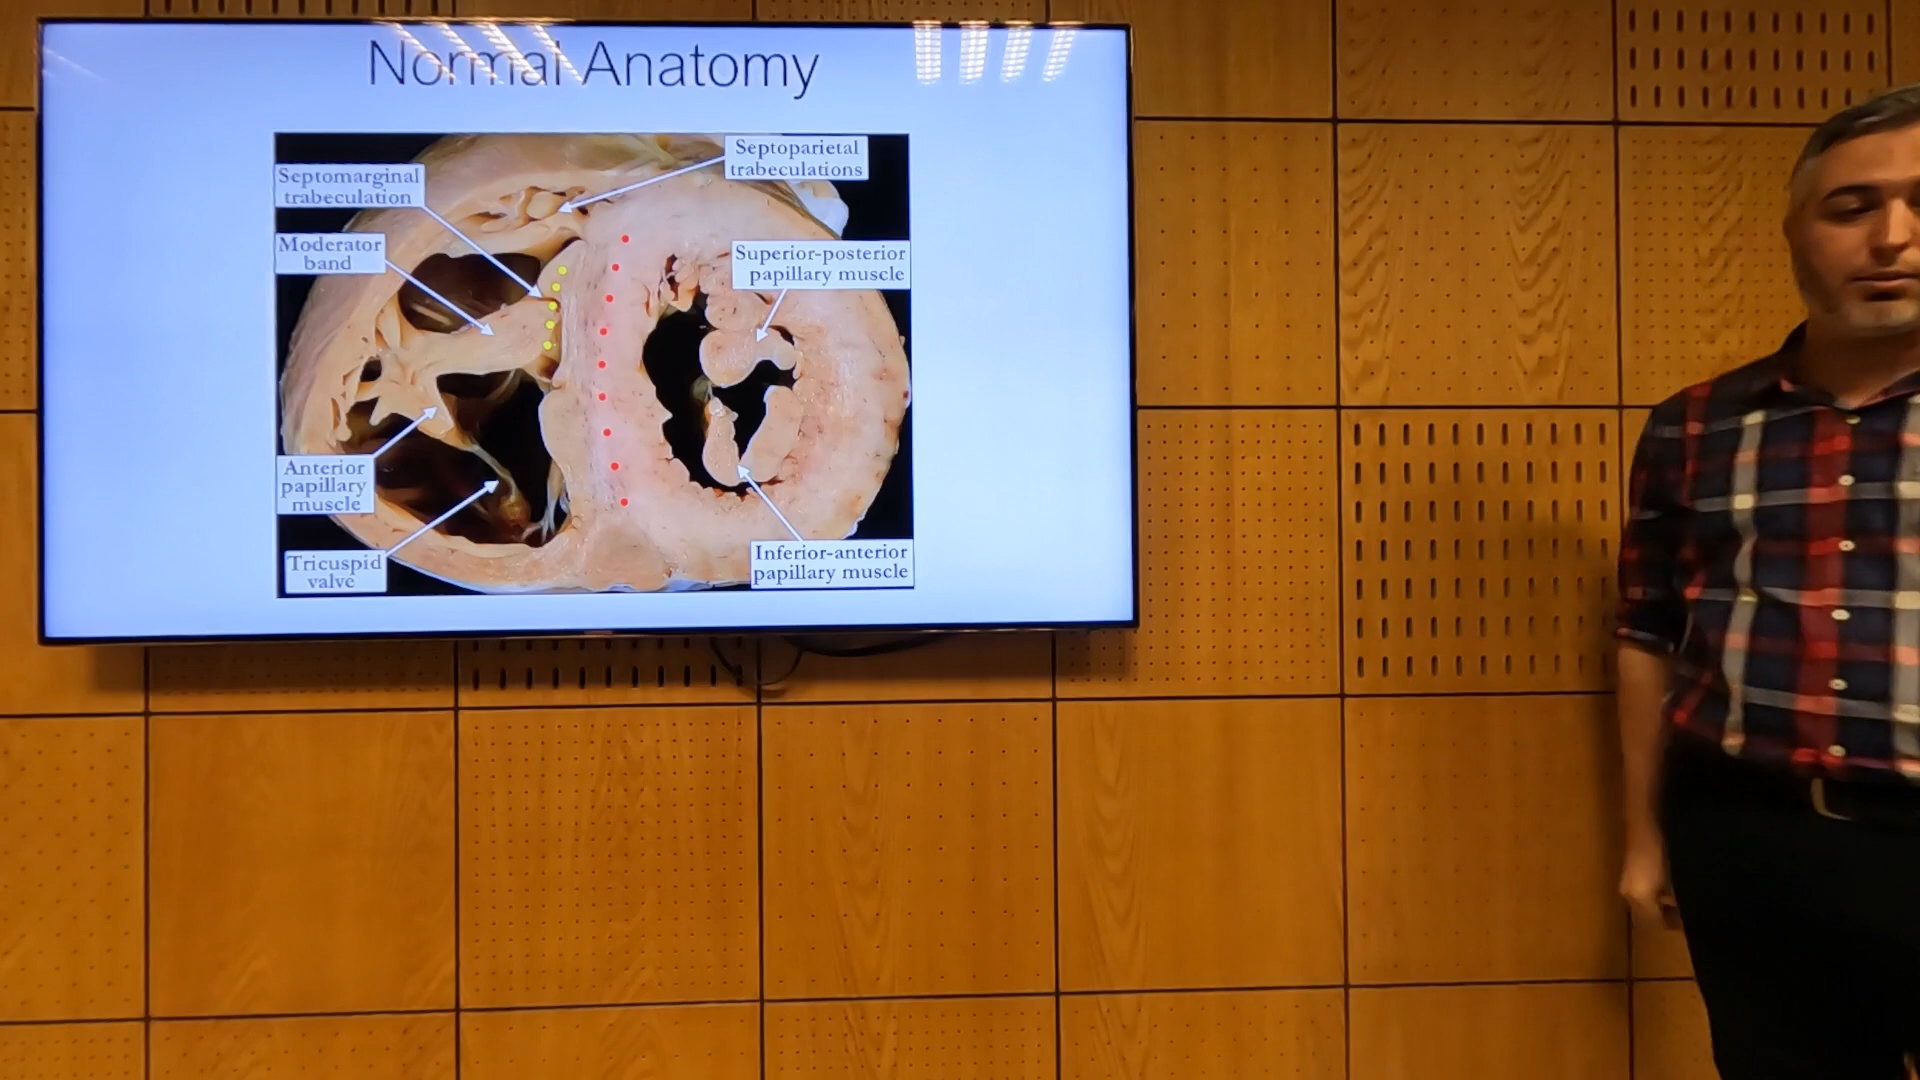 Normal Anatomy
Septoparietal
trabeculations
Septomarginal
trabeculation
Moderator
band
Superior-posterior
papillary muscle
Anterior
papillary
muscle
Tricuspid
valve
Inferior-anterior
papillary muscle